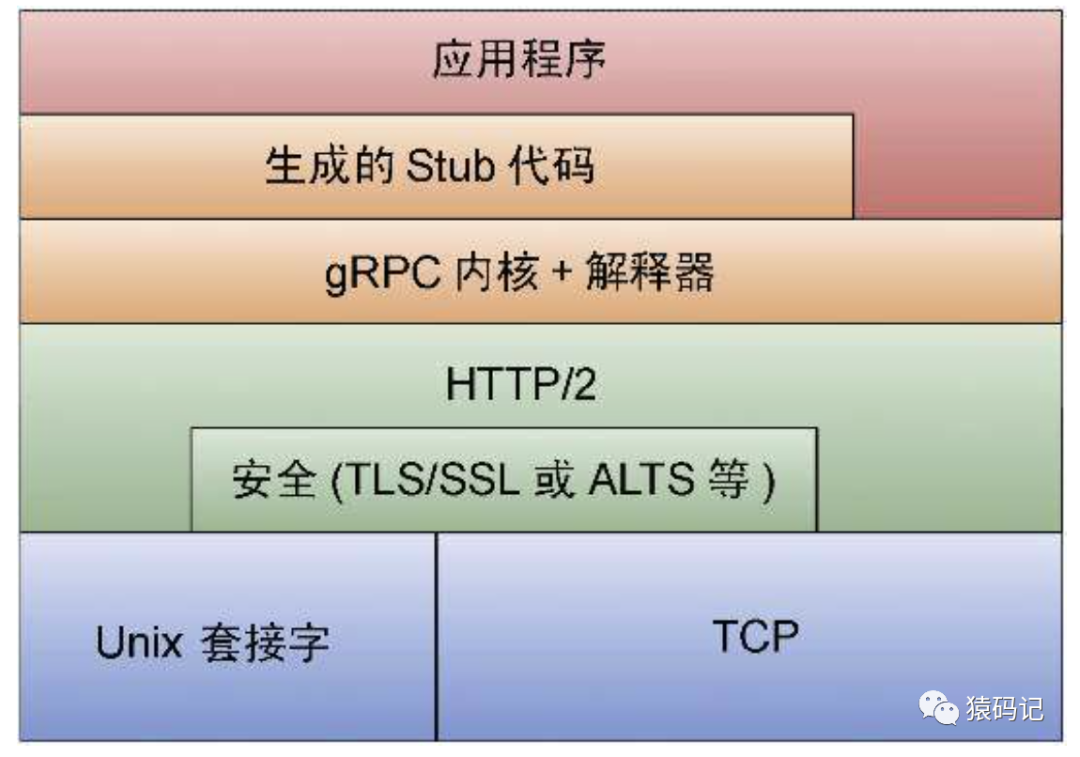 应用程序
生成的 Stub 代码
gRPC 内核 + 解释器
HTTP/2
安全 (TLS/SSL 或 ALTS 等 )
Unix 套接字
TCP
猿码记